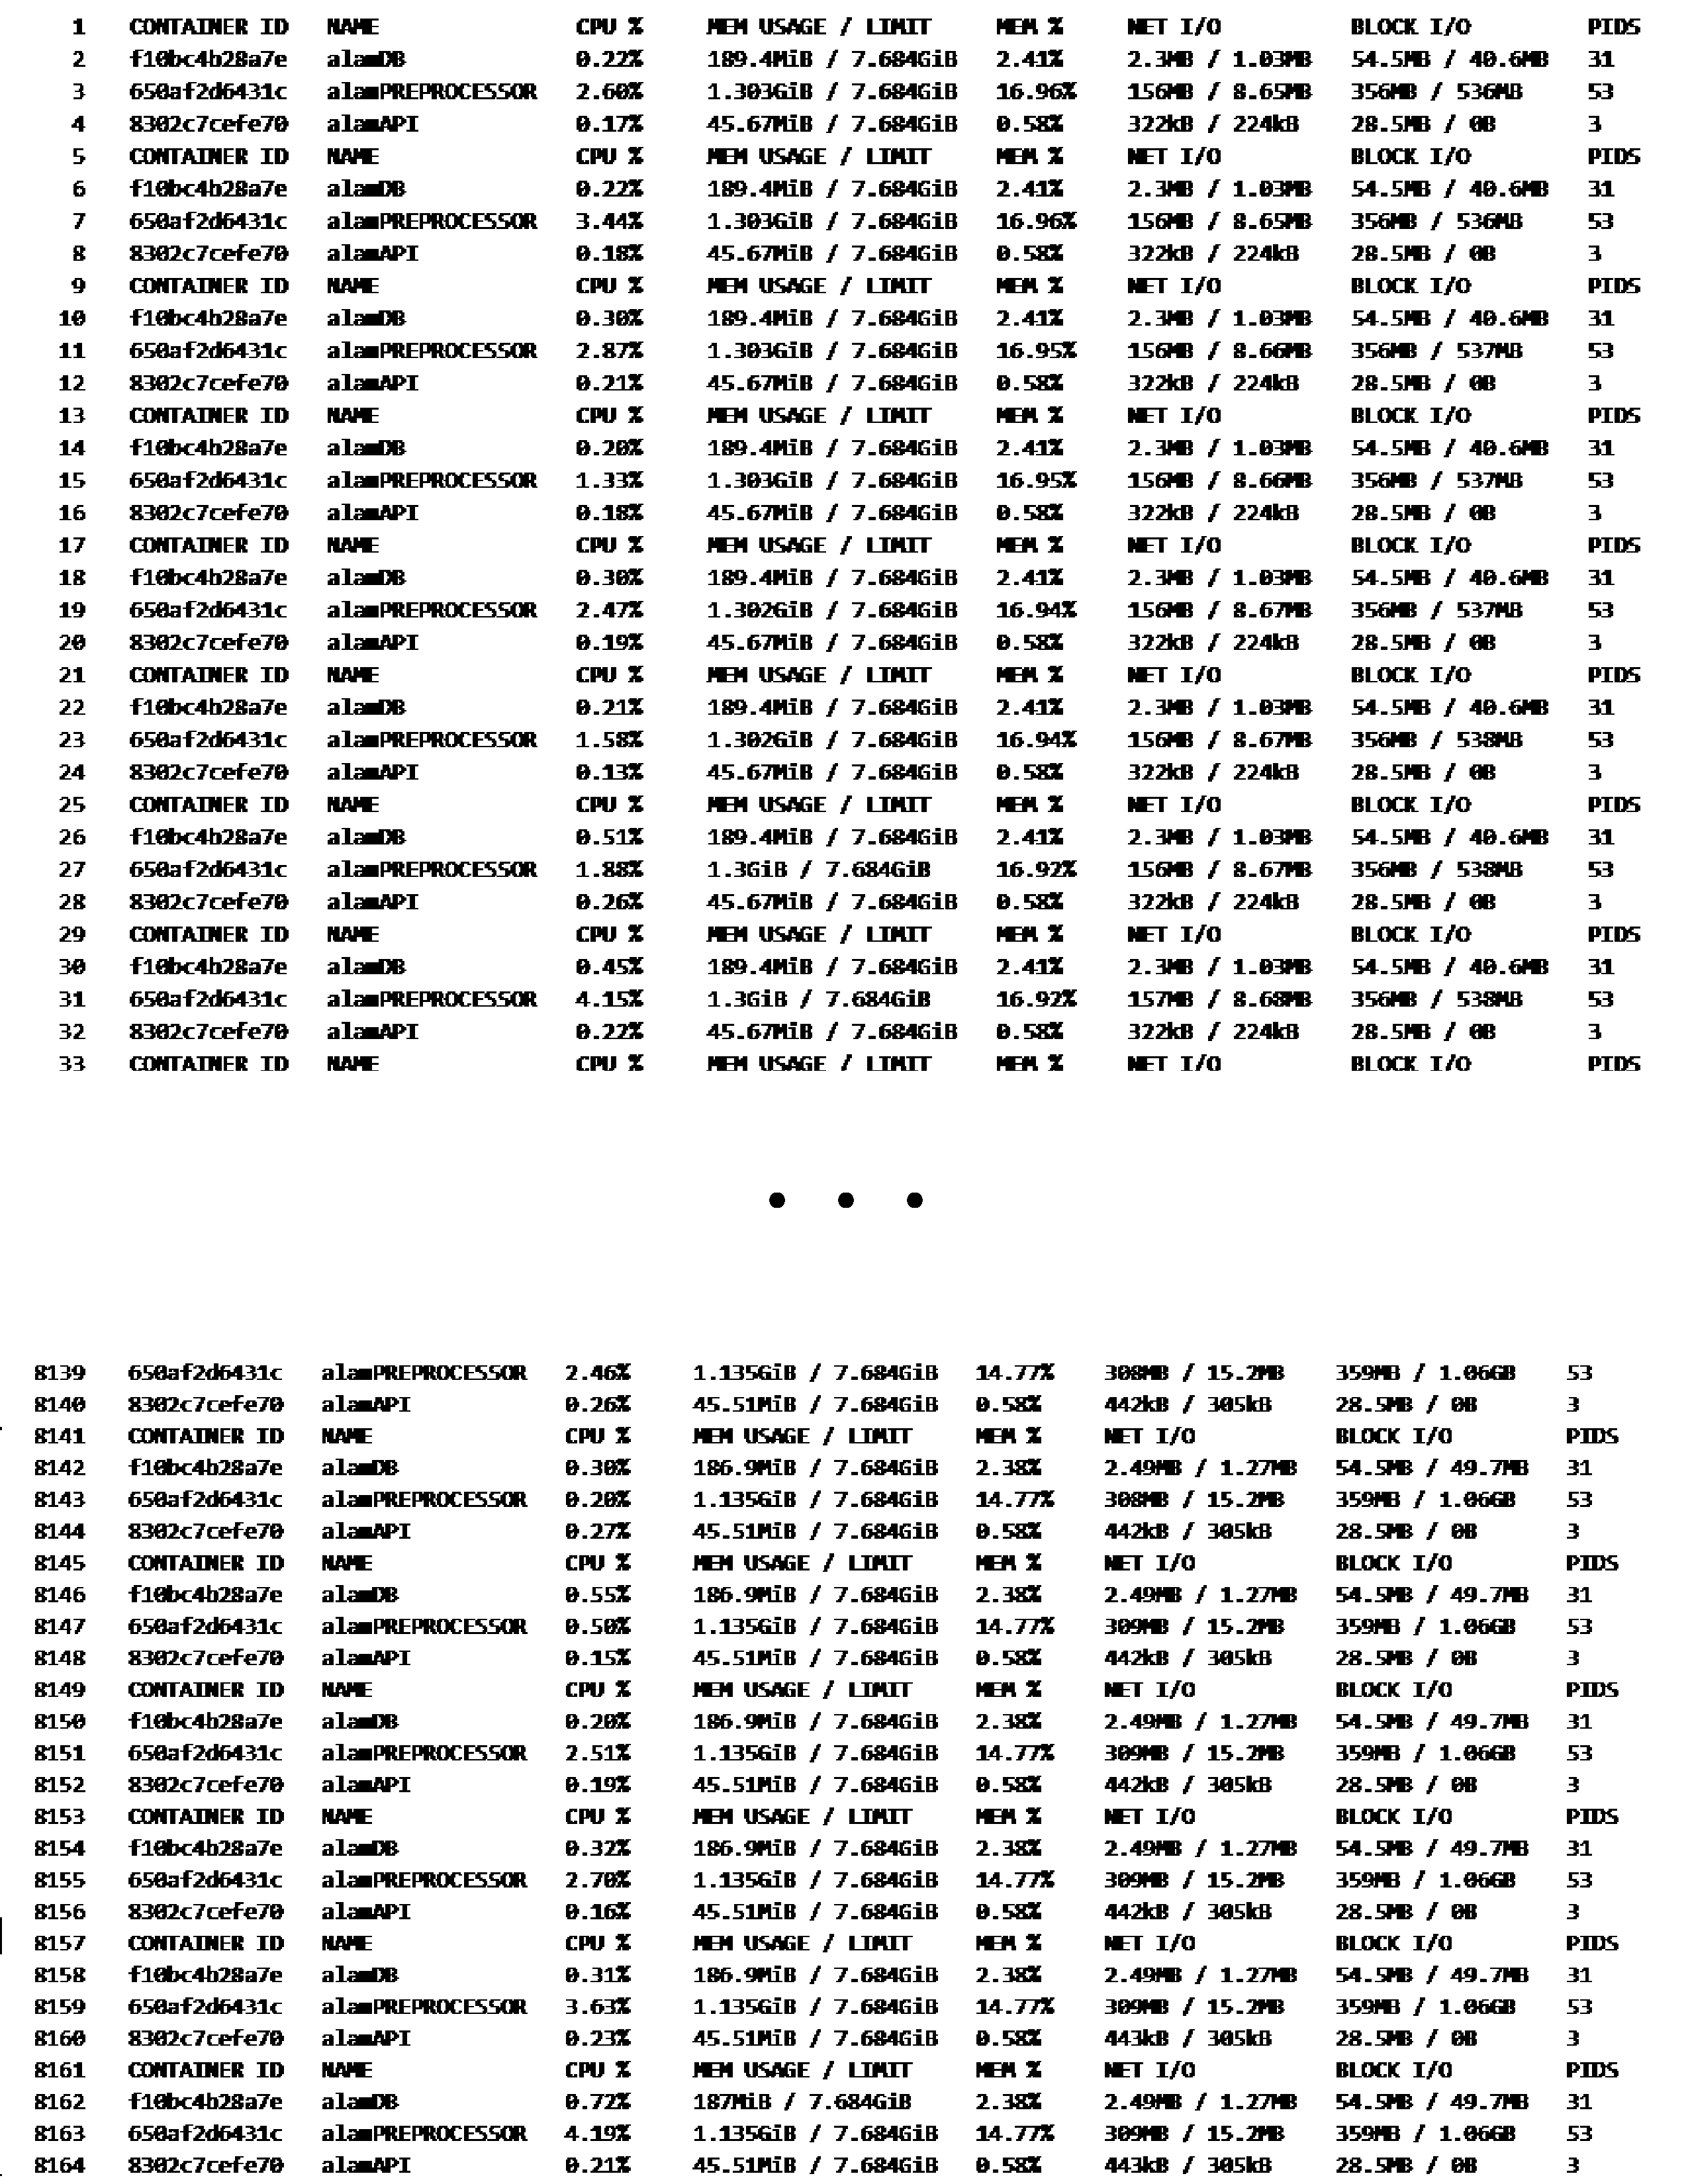 1 CONTAINER ID NAME CPU % MEM USAGE / LIMIT MEM % NET I/O BLOCK I/O PIDS
2 f10bc4b28a7e alamDB 0.22% 189.4MiB / 7.684GiB 2.41% 2.3MB / 1.03MB 54.5MB / 40.6MB 31
3 650af2d6431c alamPREPROCESSOR 2.60% 1.303GiB / 7.684GiB 16.96% 156MB / 8.65MB 356MB / 536MB 53
4 8302c7cefe70 alamAPI 0.17% 45.67MiB / 7.684GiB 0.58% 322kB / 224kB 28.5MB / 0B 3
5 CONTAINER ID NAME CPU % MEM USAGE / LIMIT MEM % NET I/O BLOCK I/O PIDS
6 f10bc4b28a7e alamDB 0.22% 189.4MiB / 7.684GiB 2.41% 2.3MB / 1.03MB 54.5MB / 40.6MB 31
7 650af2d6431c alamPREPROCESSOR 3.44% 1.303GiB / 7.684GiB 16.96% 156MB / 8.65MB 356MB / 536MB 53
8 8302c7cefe70 alamAPI 0.18% 45.67MiB / 7.684GiB 0.58% 322kB / 224kB 28.5MB / 0B 3
9 CONTAINER ID NAME CPU % MEM USAGE / LIMIT MEM % NET I/O BLOCK I/O PIDS
10 f10bc4b28a7e alamDB 0.30% 189.4MiB / 7.684GiB 2.41% 2.3MB / 1.03MB 54.5MB / 40.6MB 31
11 650af2d6431c alamPREPROCESSOR 2.87% 1.303GiB / 7.684GiB 16.95% 156MB / 8.66MB 356MB / 537MB 53
12 8302c7cefe70 alamAPI 0.21% 45.67MiB / 7.684GiB 0.58% 322kB / 224kB 28.5MB / 0B 3
13 CONTAINER ID NAME CPU % MEM USAGE / LIMIT MEM % NET I/O BLOCK I/O PIDS
14 f10bc4b28a7e alamDB 0.20% 189.4MiB / 7.684GiB 2.41% 2.3MB / 1.03MB 54.5MB / 40.6MB 31
15 650af2d6431c alamPREPROCESSOR 1.33% 1.303GiB / 7.684GiB 16.95% 156MB / 8.66MB 356MB / 537MB 53
16 8302c7cefe70 alamAPI 0.18% 45.67MiB / 7.684GiB 0.58% 322kB / 224kB 28.5MB / 0B 3
17 CONTAINER ID NAME CPU % MEM USAGE / LIMIT MEM % NET I/O BLOCK I/O PIDS
18 f10bc4b28a7e alamDB 0.30% 189.4MiB / 7.684GiB 2.41% 2.3MB / 1.03MB 54.5MB / 40.6MB 31
19 650af2d6431c alamPREPROCESSOR 2.47% 1.302GiB / 7.684GiB 16.94% 156MB / 8.67MB 356MB / 537MB 53
20 8302c7cefe70 alamAPI 0.19% 45.67MiB / 7.684GiB 0.58% 322kB / 224kB 28.5MB / 0B 3
21 CONTAINER ID NAME CPU % MEM USAGE / LIMIT MEM % NET I/O BLOCK I/O PIDS
22 f10bc4b28a7e alamDB 0.21% 189.4MiB / 7.684GiB 2.41% 2.3MB / 1.03MB 54.5MB / 40.6MB 31
23 650af2d6431c alamPREPROCESSOR 1.58% 1.302GiB / 7.684GiB 16.94% 156MB / 8.67MB 356MB / 538MB 53
24 8302c7cefe70 alamAPI 0.13% 45.67MiB / 7.684GiB 0.58% 322kB / 224kB 28.5MB / 0B 3
25 CONTAINER ID NAME CPU % MEM USAGE / LIMIT MEM % NET I/O BLOCK I/O PIDS
26 f10bc4b28a7e alamDB 0.51% 189.4MiB / 7.684GiB 2.41% 2.3MB / 1.03MB 54.5MB / 40.6MB 31
27 650af2d6431c alamPREPROCESSOR 1.88% 1.3GiB / 7.684GiB 16.92% 156MB / 8.67MB 356MB / 538MB 53
28 8302c7cefe70 alamAPI 0.26% 45.67MiB / 7.684GiB 0.58% 322kB / 224kB 28.5MB / 0B 3
29 CONTAINER ID NAME CPU % MEM USAGE / LIMIT MEM % NET I/O BLOCK I/O PIDS
30 f10bc4b28a7e alamDB 0.45% 189.4MiB / 7.684GiB 2.41% 2.3MB / 1.03MB 54.5MB / 40.6MB 31
31 650af2d6431c alamPREPROCESSOR 4.15% 1.3GiB / 7.684GiB 16.92% 157MB / 8.68MB 356MB / 538MB 53
32 8302c7cefe70 alamAPI 0.22% 45.67MiB / 7.684GiB 0.58% 322kB / 224kB 28.5MB / 0B 3
33 CONTAINER ID NAME CPU % MEM USAGE / LIMIT MEM % NET I/O BLOCK I/O PIDS
• • •
8139 650af2d6431c alamPREPROCESSOR 2.46% 1.135GiB / 7.684GiB 14.77% 308MB / 15.2MB 359MB / 1.06GB 53
8140 8302c7cefe70 alamAPI 0.26% 45.51MiB / 7.684GiB 0.58% 442kB / 305kB 28.5MB / 0B 3
8141 CONTAINER ID NAME CPU % MEM USAGE / LIMIT MEM % NET I/O BLOCK I/O PIDS
8142 f10bc4b28a7e alamDB 0.30% 186.9MiB / 7.684GiB 2.38% 2.49MB / 1.27MB 54.5MB / 49.7MB 31
8143 650af2d6431c alamPREPROCESSOR 0.20% 1.135GiB / 7.684GiB 14.77% 308MB / 15.2MB 359MB / 1.06GB 53
8144 8302c7cefe70 alamAPI 0.27% 45.51MiB / 7.684GiB 0.58% 442kB / 305kB 28.5MB / 0B 3
8145 CONTAINER ID NAME CPU % MEM USAGE / LIMIT MEM % NET I/O BLOCK I/O PIDS
8146 f10bc4b28a7e alamDB 0.55% 186.9MiB / 7.684GiB 2.38% 2.49MB / 1.27MB 54.5MB / 49.7MB 31
8147 650af2d6431c alamPREPROCESSOR 0.50% 1.135GiB / 7.684GiB 14.77% 309MB / 15.2MB 359MB / 1.06GB 53
8148 8302c7cefe70 alamAPI 0.15% 45.51MiB / 7.684GiB 0.58% 442kB / 305kB 28.5MB / 0B 3
8149 CONTAINER ID NAME CPU % MEM USAGE / LIMIT MEM % NET I/O BLOCK I/O PIDS
8150 f10bc4b28a7e alamDB 0.20% 186.9MiB / 7.684GiB 2.38% 2.49MB / 1.27MB 54.5MB / 49.7MB 31
8151 650af2d6431c alamPREPROCESSOR 2.51% 1.135GiB / 7.684GiB 14.77% 309MB / 15.2MB 359MB / 1.06GB 53
8152 8302c7cefe70 alamAPI 0.19% 45.51MiB / 7.684GiB 0.58% 442kB / 305kB 28.5MB / 0B 3
8153 CONTAINER ID NAME CPU % MEM USAGE / LIMIT MEM % NET I/O BLOCK I/O PIDS
8154 f10bc4b28a7e alamDB 0.32% 186.9MiB / 7.684GiB 2.38% 2.49MB / 1.27MB 54.5MB / 49.7MB 31
8155 650af2d6431c alamPREPROCESSOR 2.70% 1.135GiB / 7.684GiB 14.77% 309MB / 15.2MB 359MB / 1.06GB 53
8156 8302c7cefe70 alamAPI 0.16% 45.51MiB / 7.684GiB 0.58% 442kB / 305kB 28.5MB / 0B 3
8157 CONTAINER ID NAME CPU % MEM USAGE / LIMIT MEM % NET I/O BLOCK I/O PIDS
8158 f10bc4b28a7e alamDB 0.31% 186.9MiB / 7.684GiB 2.38% 2.49MB / 1.27MB 54.5MB / 49.7MB 31
8159 650af2d6431c alamPREPROCESSOR 3.63% 1.135GiB / 7.684GiB 14.77% 309MB / 15.2MB 359MB / 1.06GB 53
8160 8302c7cefe70 alamAPI 0.23% 45.51MiB / 7.684GiB 0.58% 443kB / 305kB 28.5MB / 0B 3
8161 CONTAINER ID NAME CPU % MEM USAGE / LIMIT MEM % NET I/O BLOCK I/O PIDS
8162 f10bc4b28a7e alamDB 0.72% 187MiB / 7.684GiB 2.38% 2.49MB / 1.27MB 54.5MB / 49.7MB 31
8163 650af2d6431c alamPREPROCESSOR 4.19% 1.135GiB / 7.684GiB 14.77% 309MB / 15.2MB 359MB / 1.06GB 53
8164 8302c7cefe70 alamAPI 0.21% 45.51MiB / 7.684GiB 0.58% 443kB / 305kB 28.5MB / 0B 3